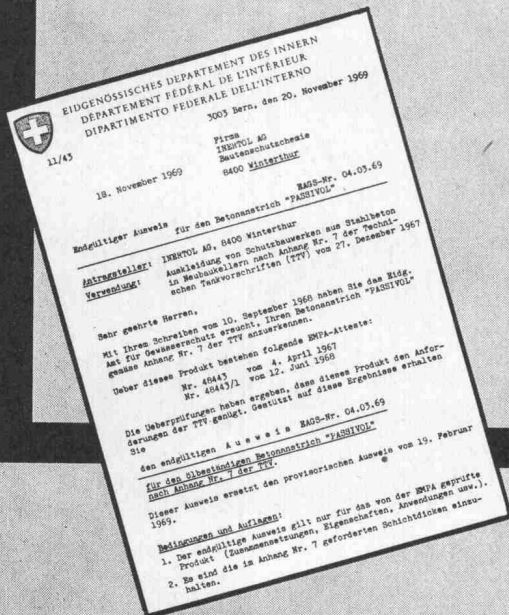 EIDGENÖSSISCHES DEPARTEMENT DES INNERN
DÉPARTEMENT FÉDÉRAL DE L'INTÉRIEUR
DIPARTIMENTO FEDERALE DELL'INTERNO
11/43
3003 Bern, den 20. November 1969
Firma
INERTOL AG
Bautenschutzchemie
8400 Winterthur
18. November 1969
EAGS-Nr. 04.03.69
Endgültiger Ausweis für den Betonanstrich "PASSIVOL"
Antragsteller: INERTOL AG, 8400 Winterthur
Verwendung: Auskleidung von Schutzbauwerken aus Stahlbeton
in Neubaukellern nach Anhang Nr. 7 der Techni-
schen Tankvorschriften (TTV) vom 27. Dezember 1967
Sehr geehrte Herren,
Mit Ihrem Schreiben vom 10. September 1968 haben Sie das Eidg.
Amt für Gewässerschutz ersucht, Ihren Betonanstrich "PASSIVOL"
gemäss Anhang Nr. 7 der TTV anzuerkennen.
Ueber dieses Produkt bestehen folgende EMPA-Atteste:
Nr. 48443 vom 4. April 1967
Nr. 48443/1 vom 12. Juni 1968
Die Ueberprüfungen haben ergeben, dass dieses Produkt den Anfor-
derungen der TTV genügt. Gestützt auf diese Ergebnisse erhalten
Sie
den endgültigen A u s w e i s EAGS-Nr. 04.03.69
für den ölbeständigen Betonanstrich "PASSIVOL"
nach Anhang Nr. 7 der TTV.
Dieser Ausweis ersetzt den provisorischen Ausweis vom 19. Februar
1969.
Bedingungen und Auflagen:
1. Der endgültige Ausweis gilt nur für das von der EMPA geprüfte
Produkt (Zusammensetzungen, Eigenschaften, Anwendungen usw.).
2. Es sind die im Anhang Nr. 7 geforderten Schichtdicken einzu-
halten.